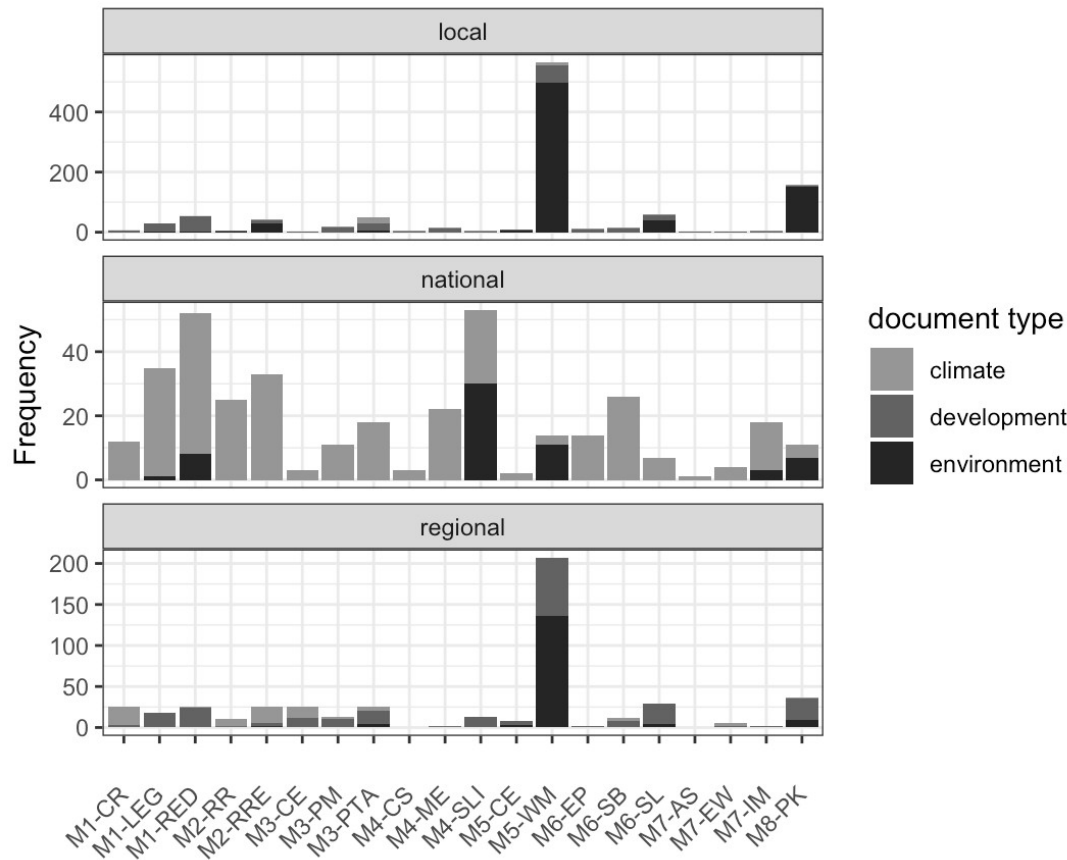 local
400
200
0
national
40
20
0
Frequency
regional
200
150
100
50
0
M1-CR
M1-LEG
M1-RED
M2-RR
M2-RRE
M3-CE
M3-PM
M3-PTA
M4-CS
M4-ME
M4-SLI
M5-CE
M5-WM
M6-EP
M6-SB
M6-SL
M7-AS
M7-EW
M7-IM
M8-PK
document type
climate
development
environment